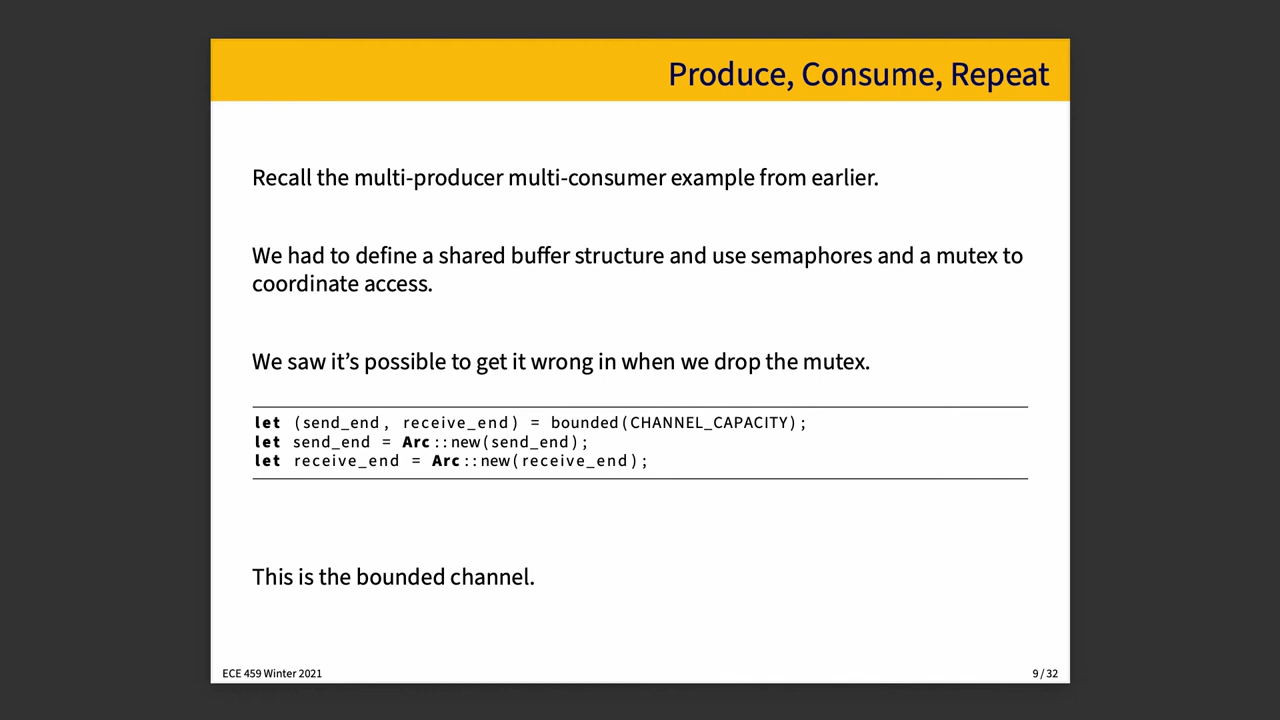 Produce, Consume, Repeat
Recall the multi-producer multi-consumer example from earlier.
We had to define a shared buffer structure and use semaphores and a mutex to
coordinate access.
We saw it’s possible to get it wrong in when we drop the mutex.
let (send_end, receive_end) = bounded(CHANNEL_CAPACITY);
let send_end = Arc::new(send_end);
let receive_end = Arc::new(receive_end);
This is the bounded channel.
ECE 459 Winter 2021
9 / 32